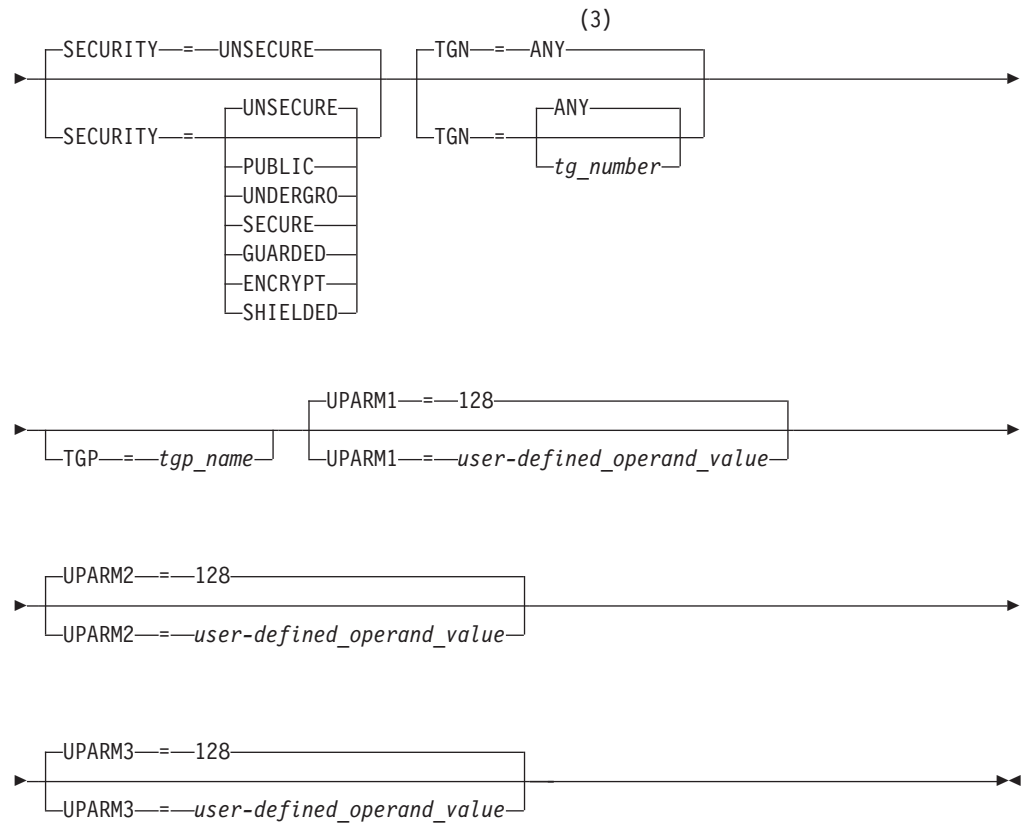 (3)
SECURITY = UNSECURE TGN = ANY
UNSECURE ANY
SECURITY = TGN =
PUBLIC tg_number
UNDERGRO
SECURE
GUARDED
ENCRYPT
SHIELDED
UPARM1 = 128
TGP = tgp_name UPARM1 = user-defined_operand_value
UPARM2 = 128
UPARM2 = user-defined_operand_value
UPARM3 = 128
UPARM3 = user-defined_operand_value